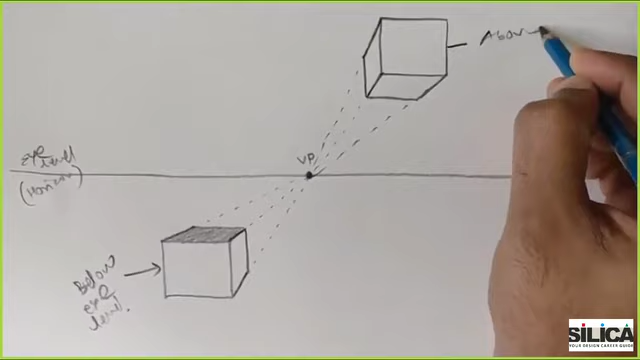 Above
eye
level
(Horizon)
VP
Below
eye
level.
SILICA
YOUR DESIGN CAREER GUIDE